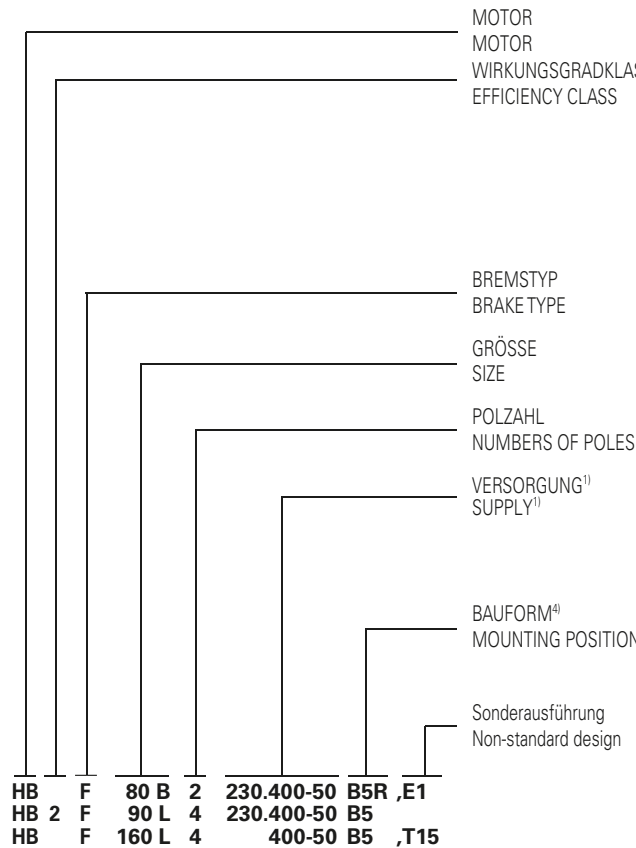 MOTOR
MOTOR
WIRKUNGSGRADKLAS
EFFICIENCY CLASS
BREMSTYP
BRAKE TYPE
GRÖSSE
SIZE
POLZAHL
NUMBERS OF POLES
VERSORGUNG1)
SUPPLY1)
BAUFORM4)
MOUNTING POSITION
Sonderausführung
Non-standard design
HB F 80 B 2 230.400-50 B5R ,E1
HB 2 F 90 L 4 230.400-50 B5
HB F 160 L 4 400-50 B5 ,T15